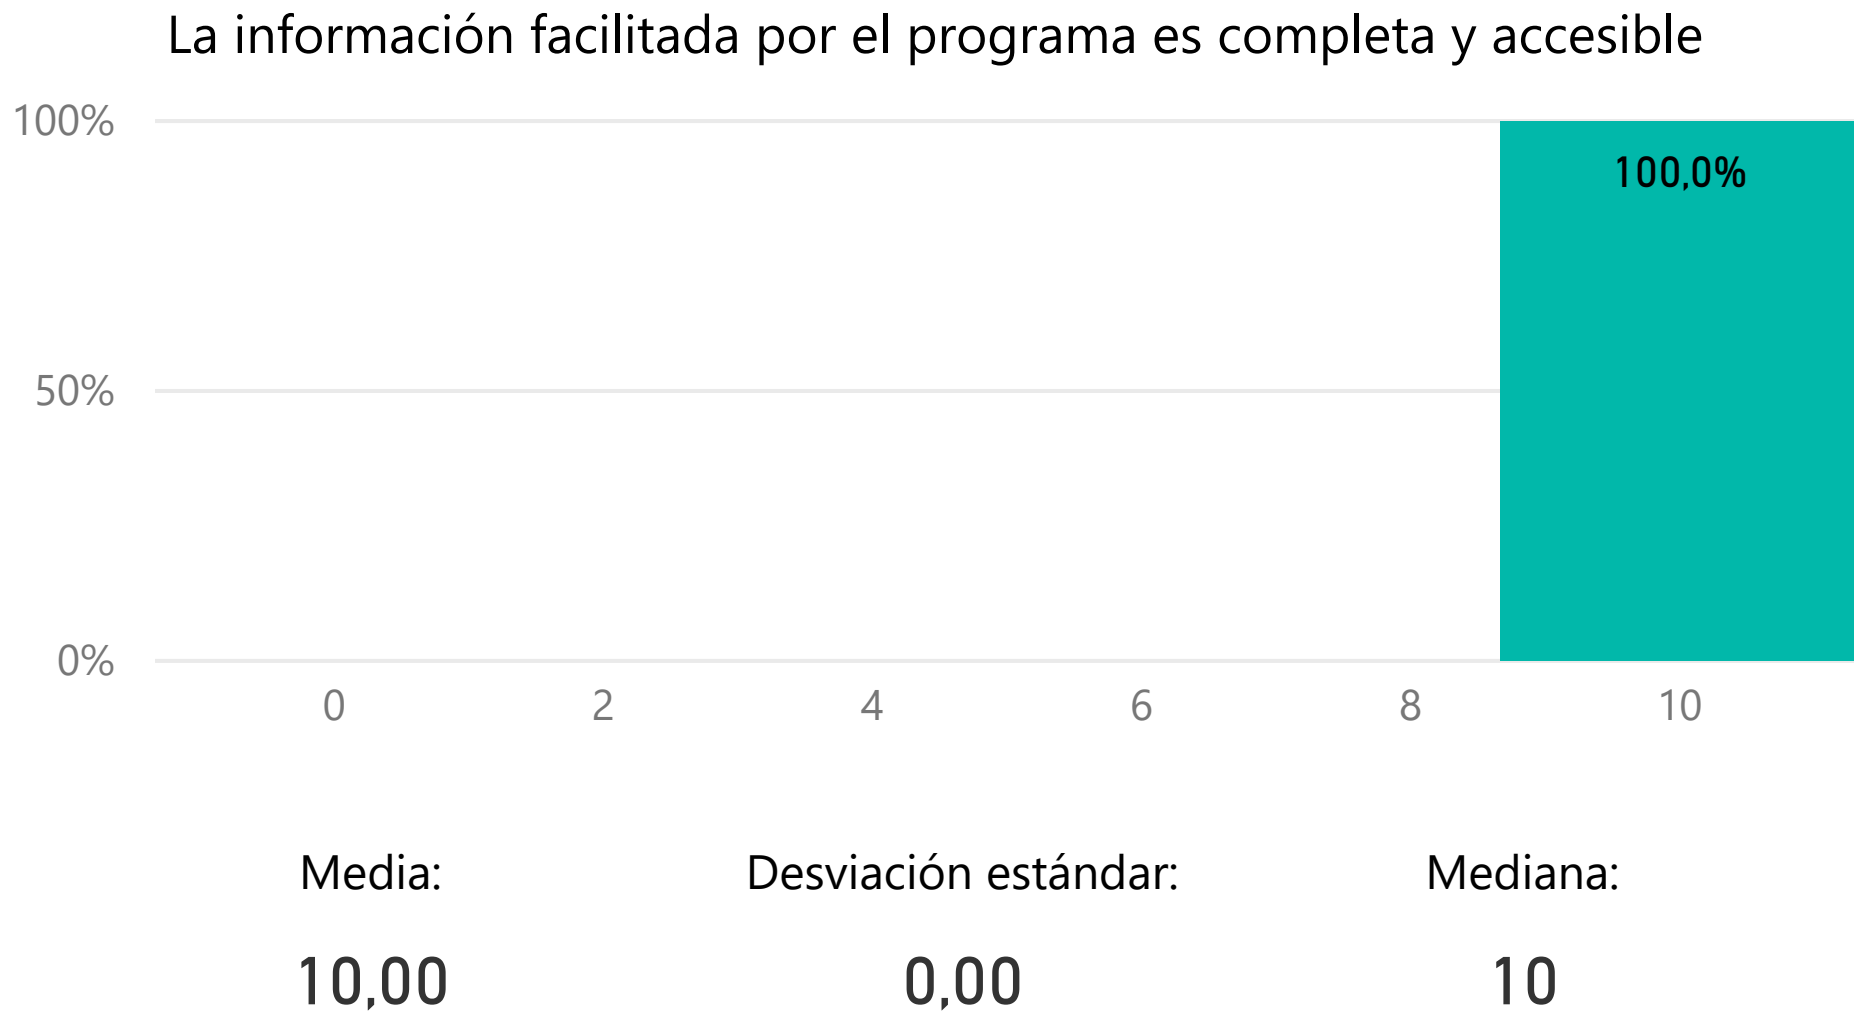 La información facilitada por el programa es completa y accesible
100%
100,0%
50%
0%
0 2 4 6 8 10
Media: Desviación estándar: Mediana:
10,00 0,00 10